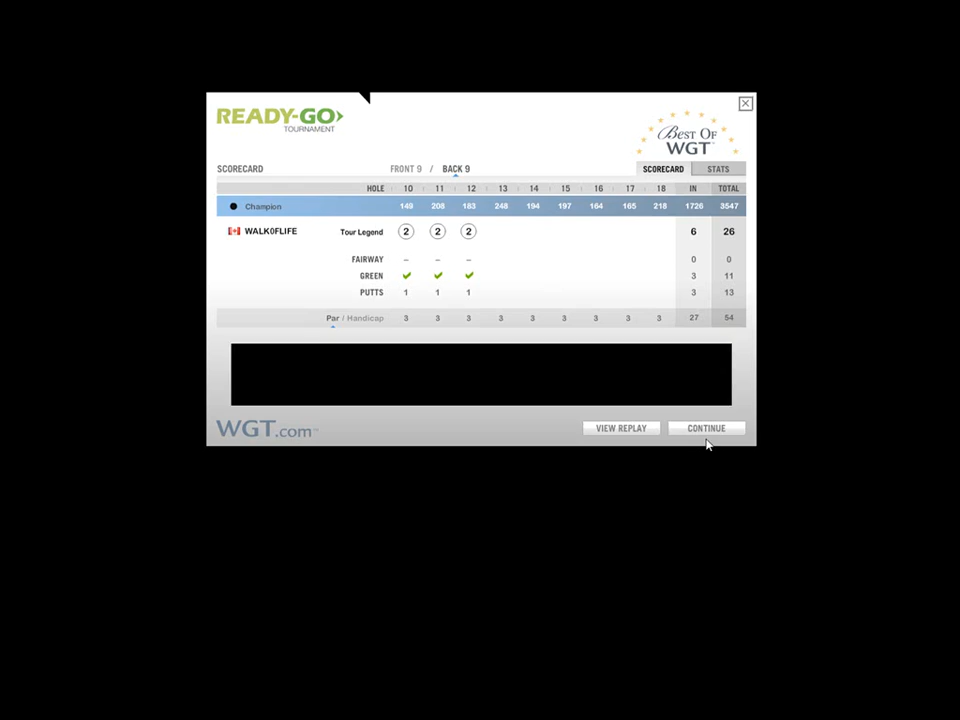 READY-GO
TOURNAMENT
BEST OF
WGT
SCORECARD FRONT 9 / BACK 9 SCORECARD STATS
HOLE 10 11 12 13 14 15 16 17 18 IN TOTAL
Champion 149 208 183 248 194 197 164 165 218 1726 3547
WALK0FLIFE Tour Legend 2 2 2 6 26
FAIRWAY – – – 0 0
GREEN ✓ ✓ ✓ 3 11
PUTTS 1 1 1 3 13
Par / Handicap 3 3 3 3 3 3 3 3 3 27 54
WGT.com™ VIEW REPLAY CONTINUE